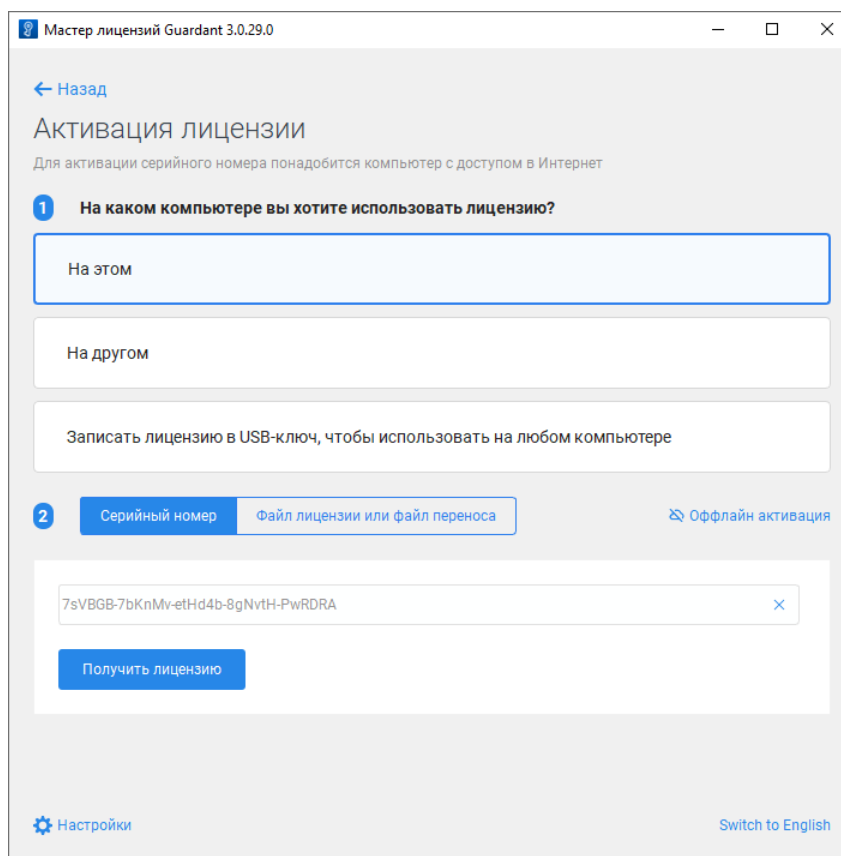 Мастер лицензий Guardant 3.0.29.0
Назад
Активация лицензии
Для активации серийного номера понадобится компьютер с доступом в Интернет
1 На каком компьютере вы хотите использовать лицензию?
На этом
На другом
Записать лицензию в USB-ключ, чтобы использовать на любом компьютере
2 Серийный номер Файл лицензии или файл переноса Оффлайн активация
7sVBGB-7bKnMv-etHd4b-8gNvtH-PwRDRA
Получить лицензию
Настройки Switch to English